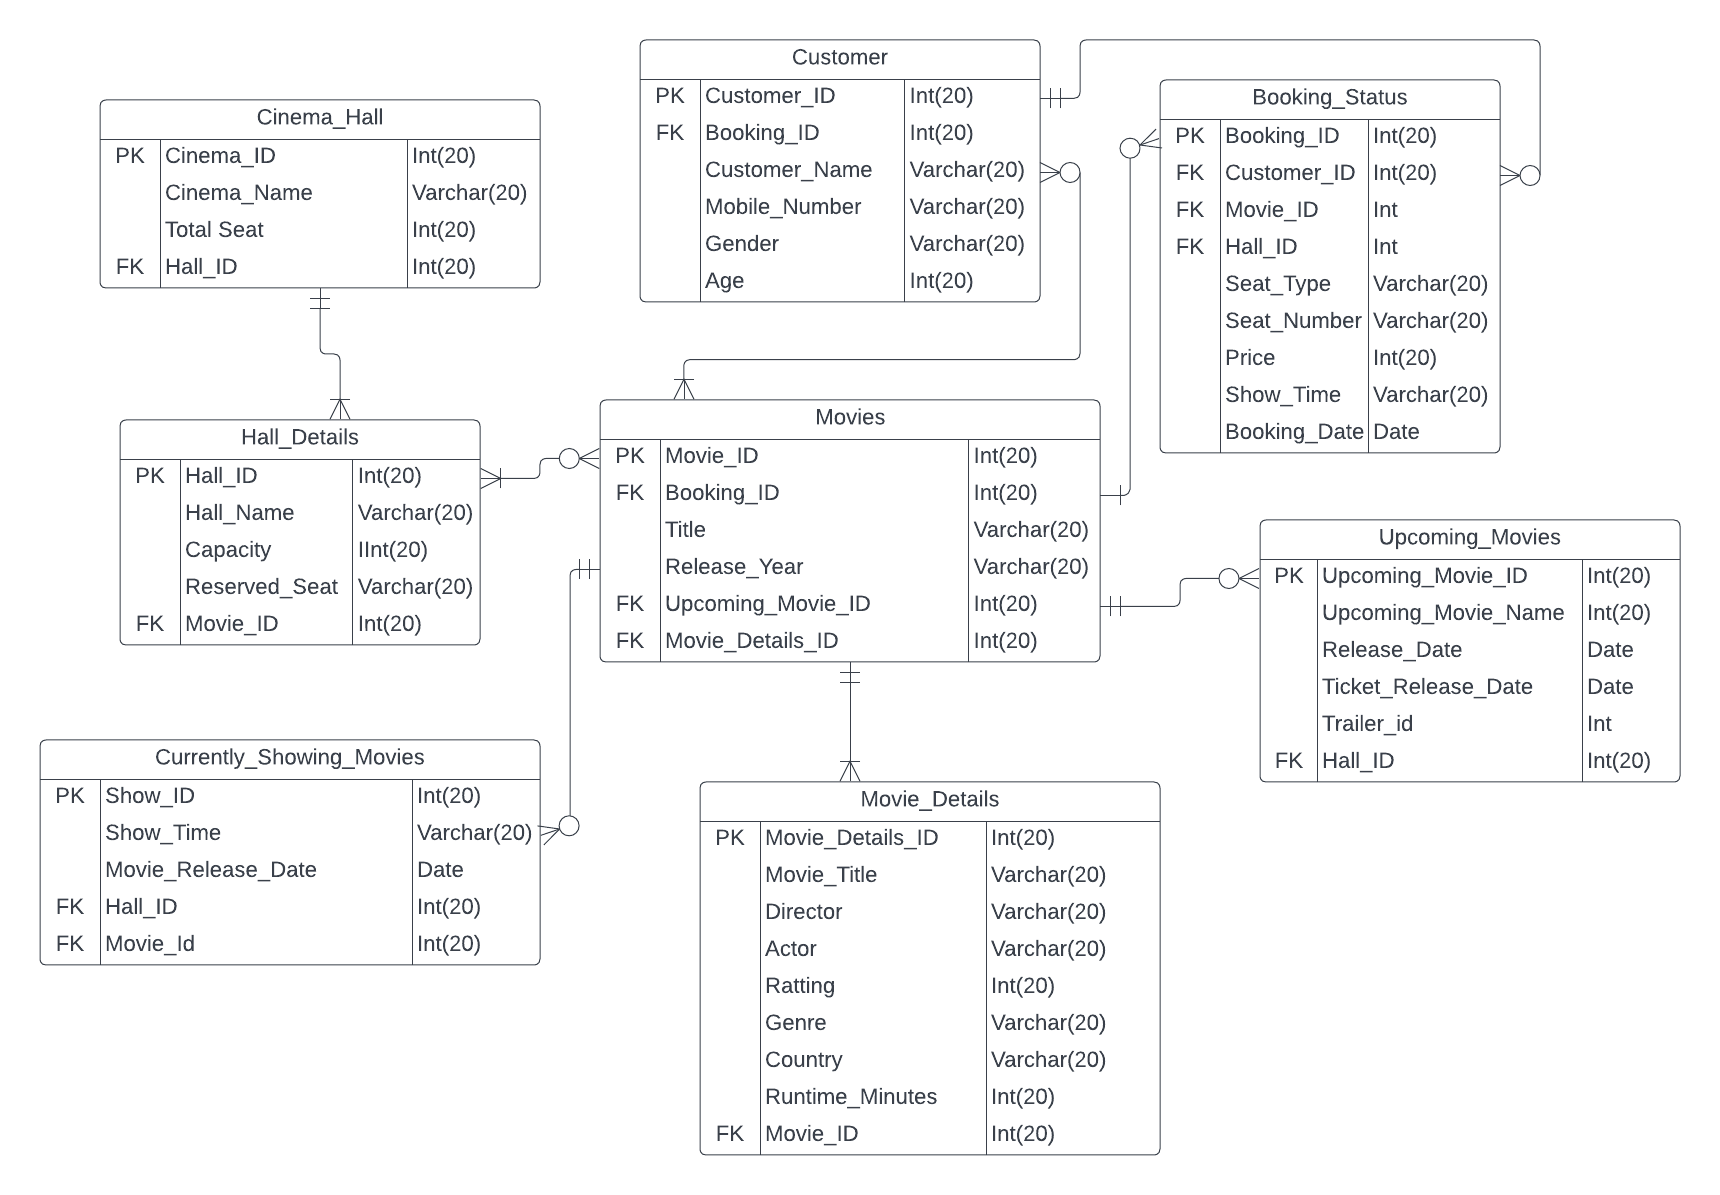 Customer
PK Customer_ID Int(20)
FK Booking_ID Int(20)
Customer_Name Varchar(20)
Mobile_Number Varchar(20)
Gender Varchar(20)
Age Int(20)
Booking_Status
PK Booking_ID Int(20)
FK Customer_ID Int(20)
FK Movie_ID Int
FK Hall_ID Int
Seat_Type Varchar(20)
Seat_Number Varchar(20)
Price Int(20)
Show_Time Varchar(20)
Booking_Date Date
Cinema_Hall
PK Cinema_ID Int(20)
Cinema_Name Varchar(20)
Total Seat Int(20)
FK Hall_ID Int(20)
Hall_Details
PK Hall_ID Int(20)
Hall_Name Varchar(20)
Capacity IInt(20)
Reserved_Seat Varchar(20)
FK Movie_ID Int(20)
Movies
PK Movie_ID Int(20)
FK Booking_ID Int(20)
Title Varchar(20)
Release_Year Varchar(20)
FK Upcoming_Movie_ID Int(20)
FK Movie_Details_ID Int(20)
Upcoming_Movies
PK Upcoming_Movie_ID Int(20)
Upcoming_Movie_Name Int(20)
Release_Date Date
Ticket_Release_Date Date
Trailer_id Int
FK Hall_ID Int(20)
Currently_Showing_Movies
PK Show_ID Int(20)
Show_Time Varchar(20)
Movie_Release_Date Date
FK Hall_ID Int(20)
FK Movie_Id Int(20)
Movie_Details
PK Movie_Details_ID Int(20)
Movie_Title Varchar(20)
Director Varchar(20)
Actor Varchar(20)
Ratting Int(20)
Genre Varchar(20)
Country Varchar(20)
Runtime_Minutes Int(20)
FK Movie_ID Int(20)